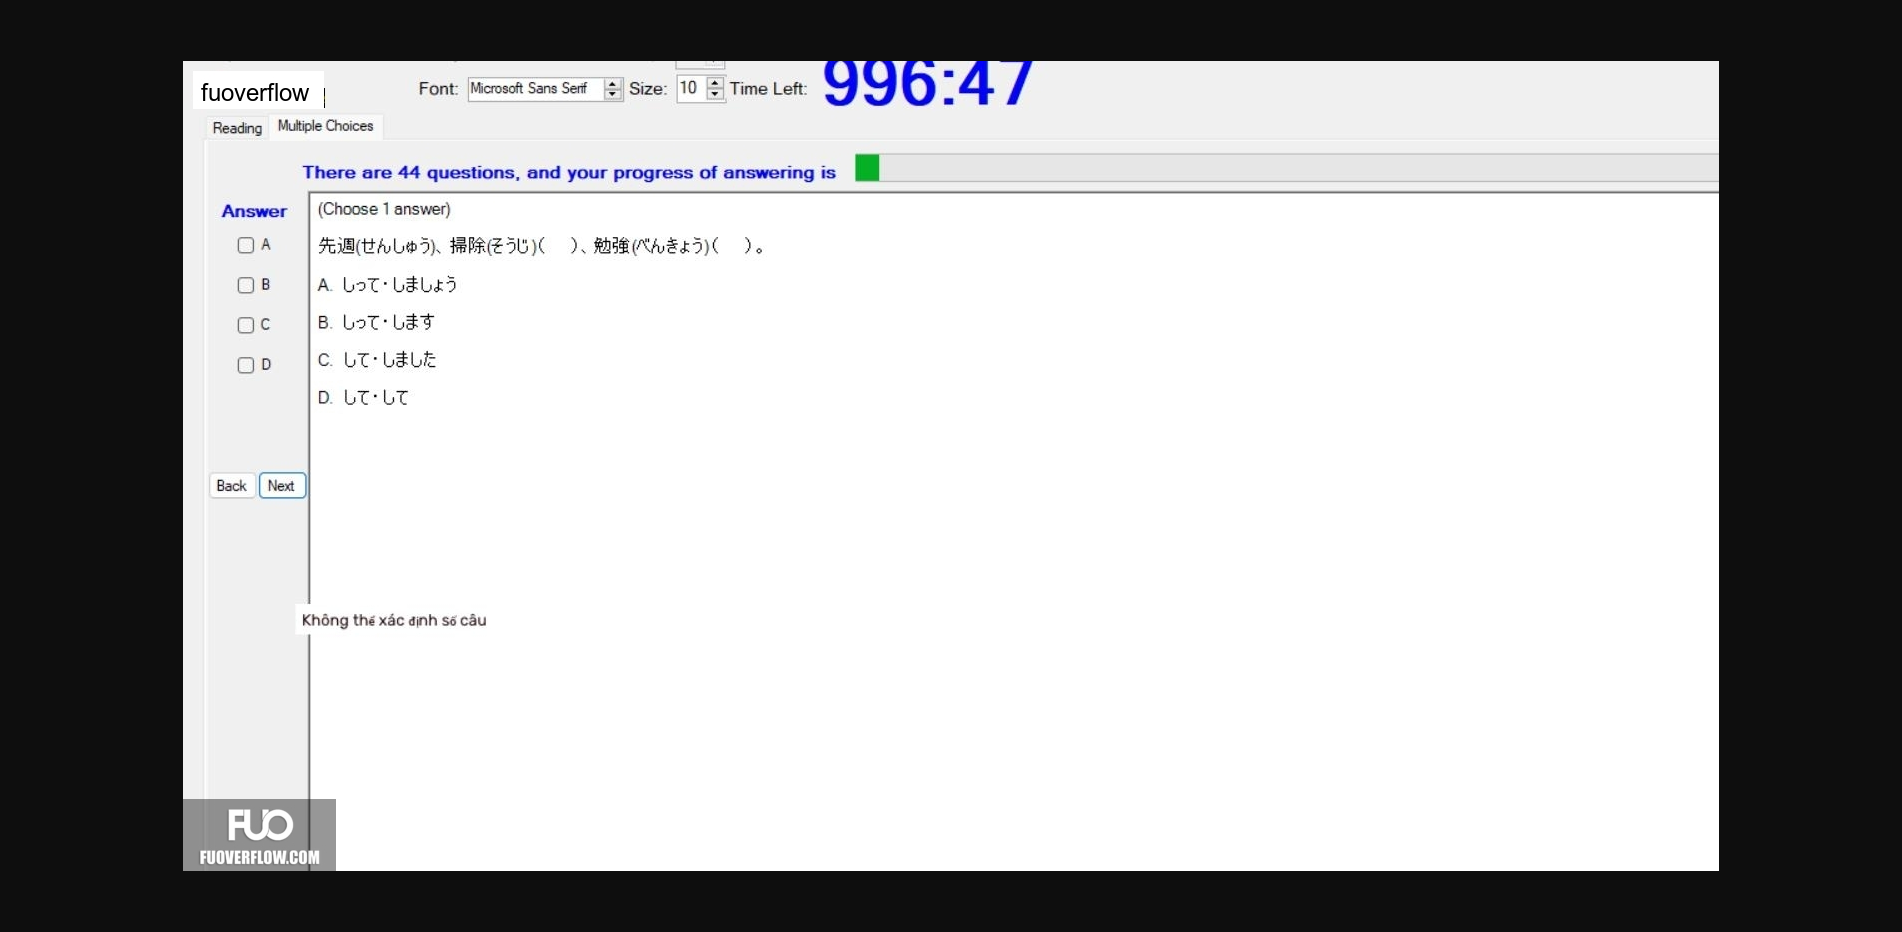 fuoverflow
Font: Microsoft Sans Serif Size: 10 Time Left: 996:47
Reading Multiple Choices
There are 44 questions, and your progress of answering is
Answer
A
B
C
D
Back Next
(Choose 1 answer)
先週(せんしゅう)、掃除(そうじ)(　)、勉強(べんきょう)(　)。
A. しって・しましょう
B. しって・します
C. して・しました
D. して・して
Không thể xác định số câu
FUO
FUOVERFLOW.COM